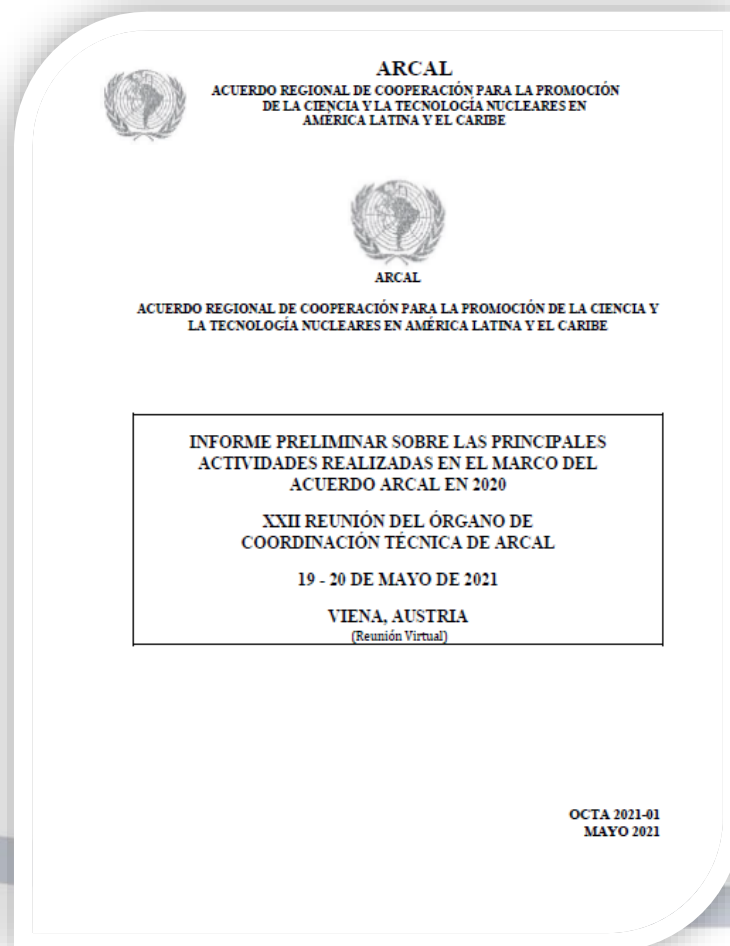 ARCAL
ACUERDO REGIONAL DE COOPERACIÓN PARA LA PROMOCIÓN
DE LA CIENCIA Y LA TECNOLOGÍA NUCLEARES EN
AMÉRICA LATINA Y EL CARIBE
ARCAL
ACUERDO REGIONAL DE COOPERACIÓN PARA LA PROMOCIÓN DE LA CIENCIA Y
LA TECNOLOGÍA NUCLEARES EN AMÉRICA LATINA Y EL CARIBE
INFORME PRELIMINAR SOBRE LAS PRINCIPALES
ACTIVIDADES REALIZADAS EN EL MARCO DEL
ACUERDO ARCAL EN 2020
XXII REUNIÓN DEL ÓRGANO DE
COORDINACIÓN TÉCNICA DE ARCAL
19 - 20 DE MAYO DE 2021
VIENA, AUSTRIA
(Reunión Virtual)
OCTA 2021-01
MAYO 2021